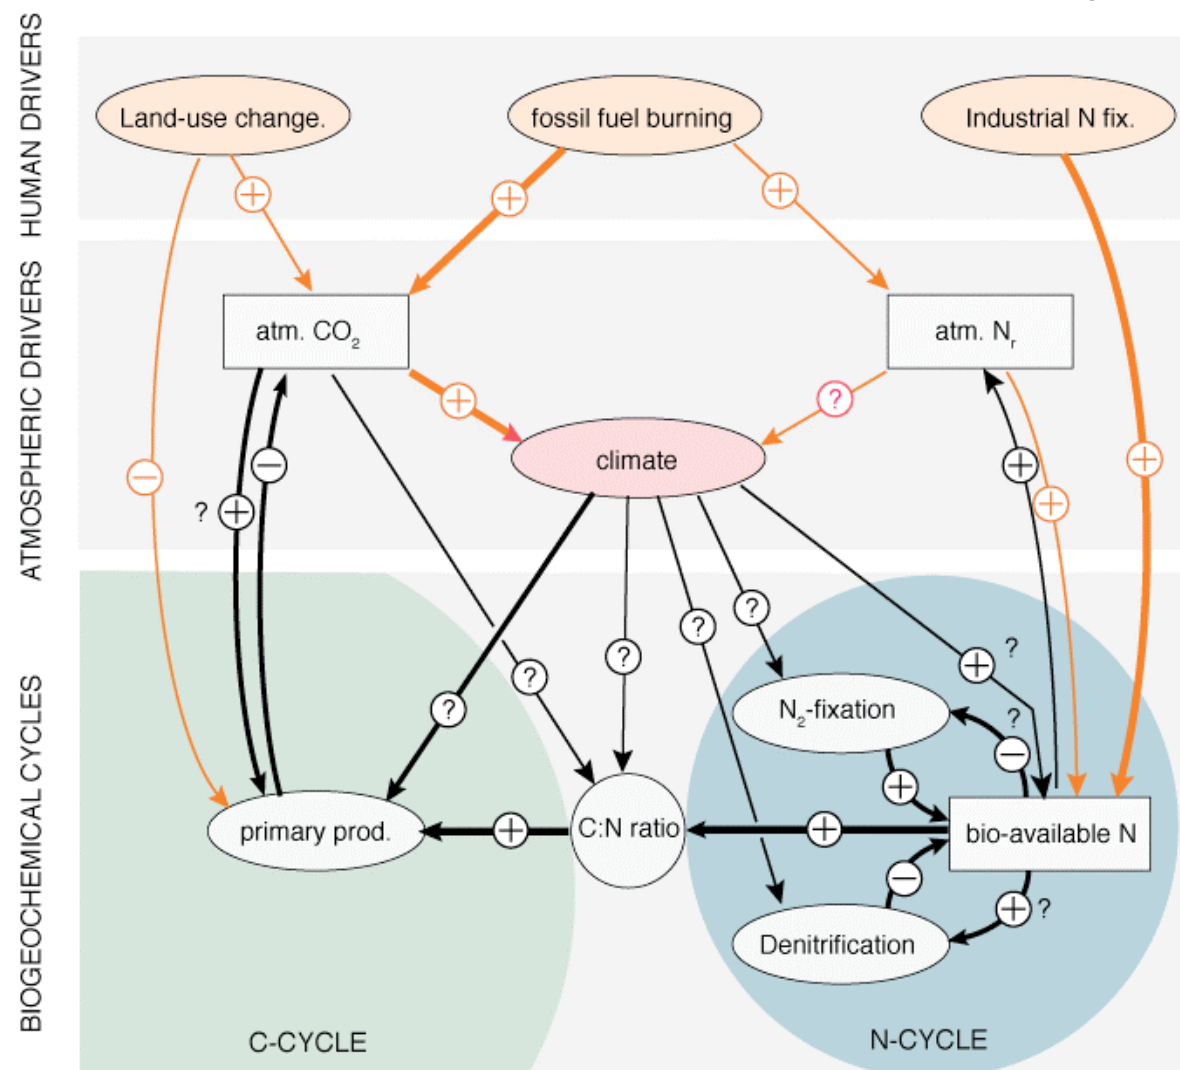 HUMAN DRIVERS
Land-use change.
fossil fuel burning
Industrial N fix.
+
+
+
ATMOSPHERIC DRIVERS
atm. CO₂
atm. Nᵣ
+
?
climate
−
+
+
−
+
+
? +
BIOGEOCHEMICAL CYCLES
?
?
?
+ ?
?
?
N₂-fixation
?
−
+
primary prod.
+
C:N ratio
+
bio-available N
−
+ ?
Denitrification
C-CYCLE
N-CYCLE